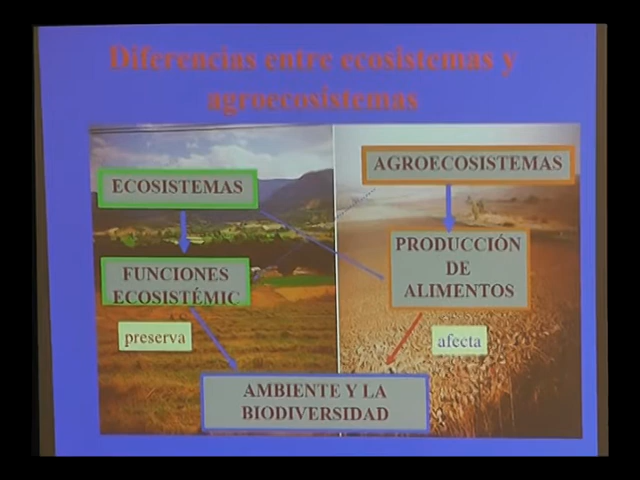 Diferencias entre ecosistemas y
agroecosistemas
ECOSISTEMAS
AGROECOSISTEMAS
FUNCIONES
ECOSISTÉMIC
PRODUCCIÓN
DE
ALIMENTOS
preserva
afecta
AMBIENTE Y LA
BIODIVERSIDAD